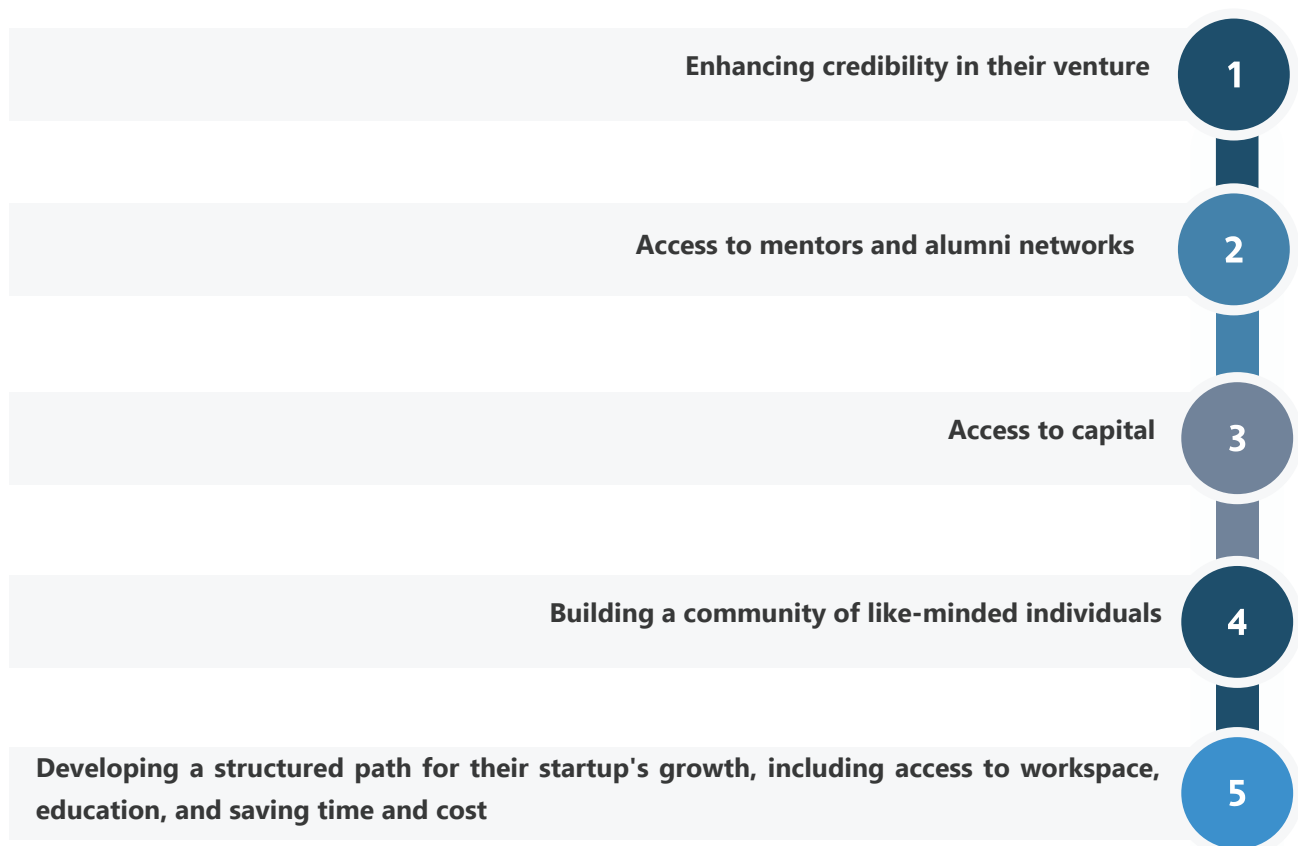 Enhancing credibility in their venture
1
Access to mentors and alumni networks
2
Access to capital
3
Building a community of like-minded individuals
4
Developing a structured path for their startup's growth, including access to workspace,
education, and saving time and cost
5